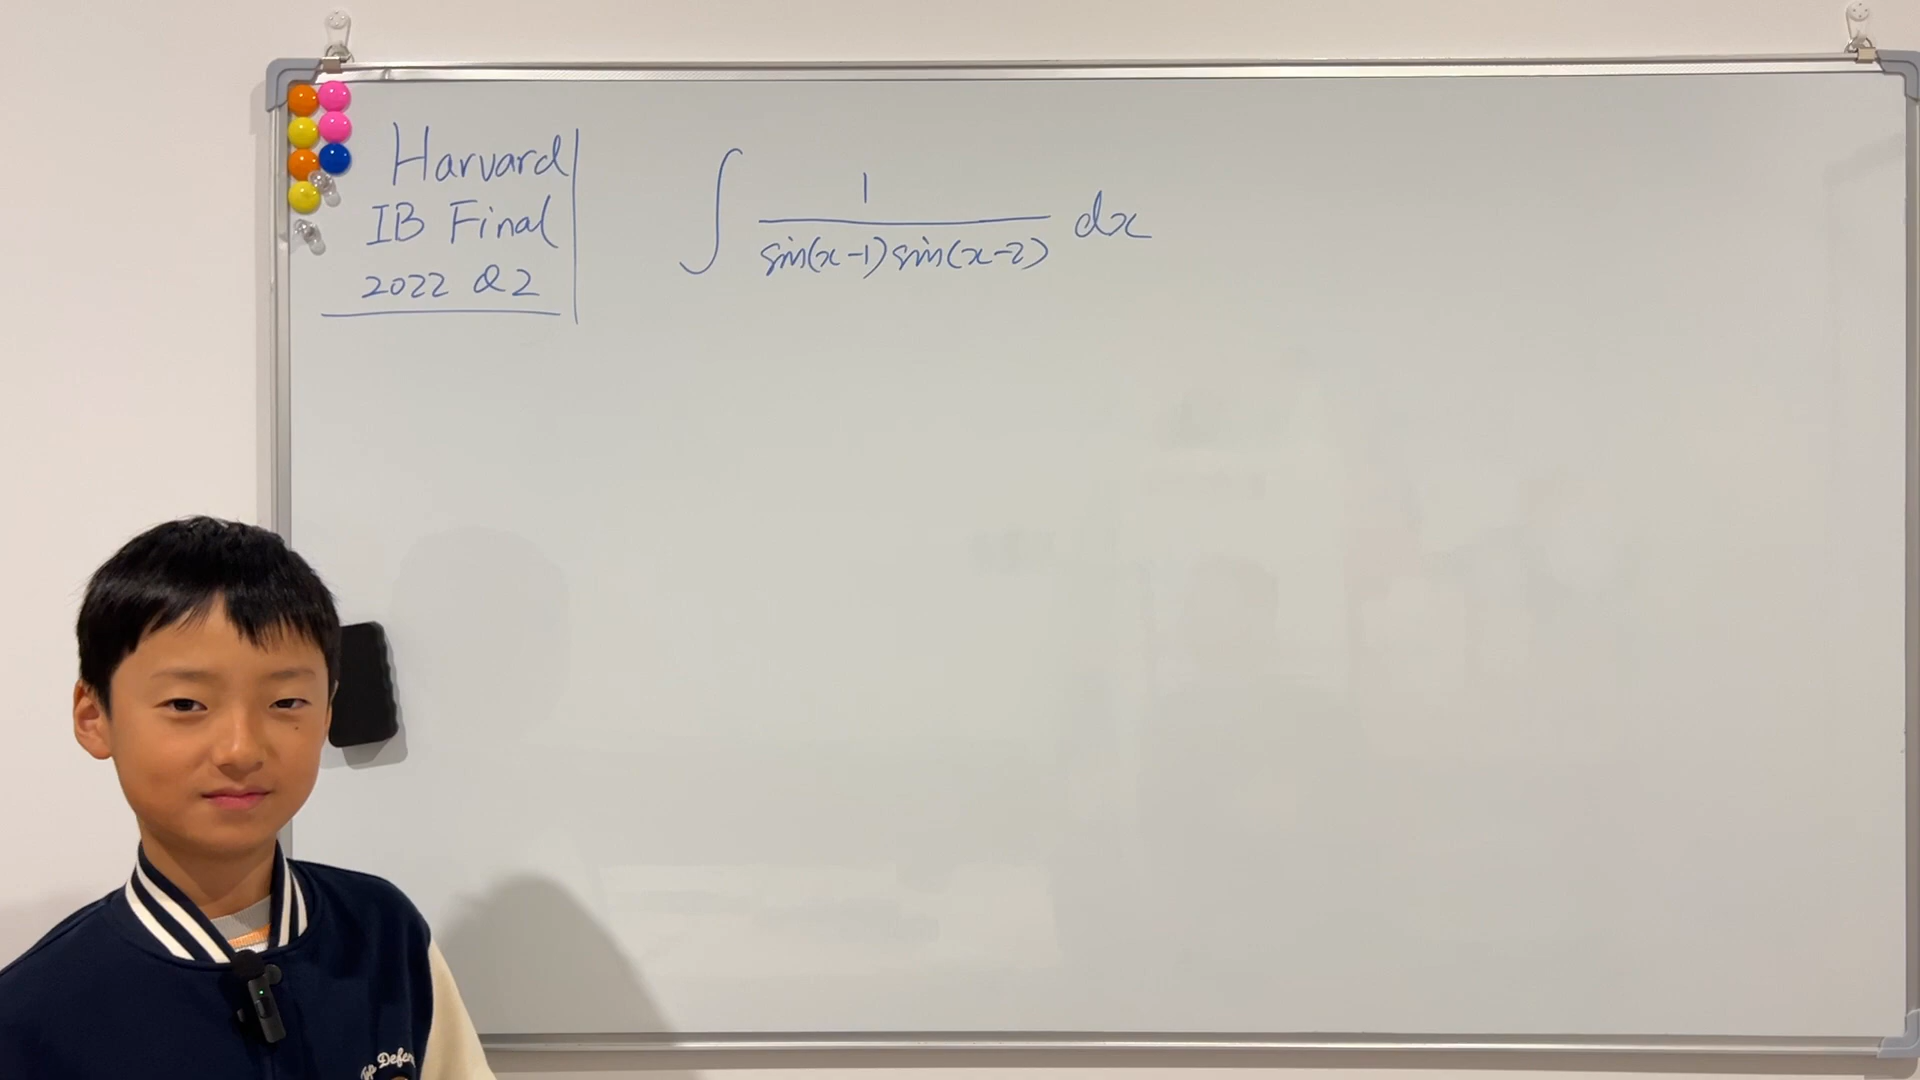 Harvard
IB Final
2022 Q2
∫ 1/(sin(x-1)sin(x-2)) dx